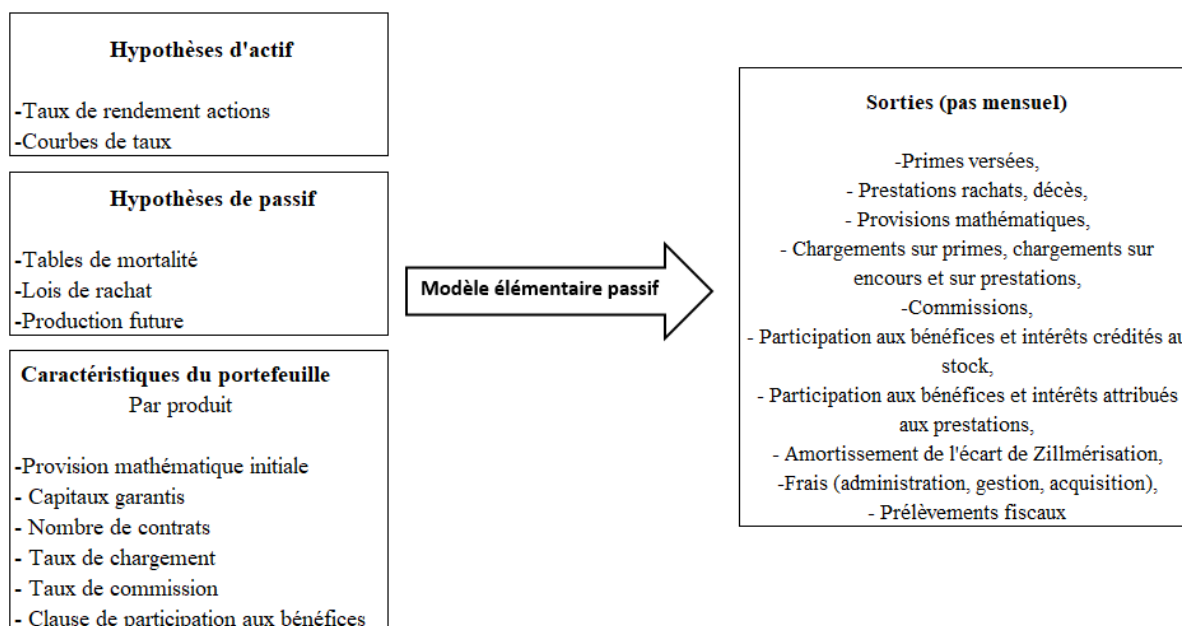 Hypothèses d'actif
-Taux de rendement actions
-Courbes de taux
Hypothèses de passif
-Tables de mortalité
-Lois de rachat
-Production future
Caractéristiques du portefeuille
Par produit
-Provision mathématique initiale
- Capitaux garantis
- Nombre de contrats
- Taux de chargement
- Taux de commission
- Clause de participation aux bénéfices
Modèle élémentaire passif
Sorties (pas mensuel)
-Primes versées,
- Prestations rachats, décès,
- Provisions mathématiques,
- Chargements sur primes, chargements sur
encours et sur prestations,
-Commissions,
- Participation aux bénéfices et intérêts crédités au
stock,
- Participation aux bénéfices et intérêts attribués
aux prestations,
- Amortissement de l'écart de Zillmérisation,
-Frais (administration, gestion, acquisition),
- Prélèvements fiscaux